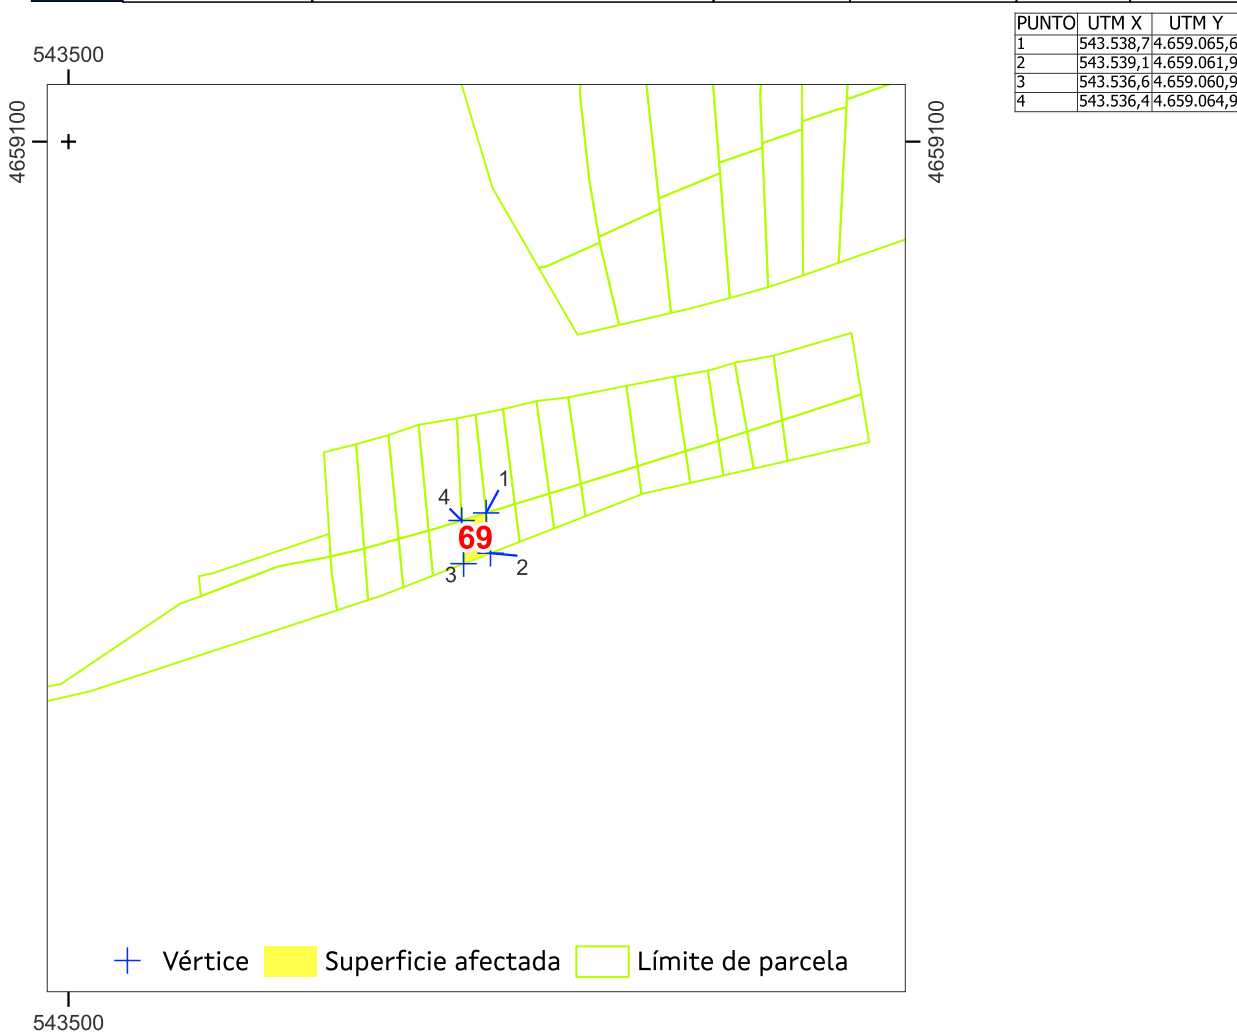 PUNTO UTM X UTM Y
1 543.538,7 4.659.065,6
2 543.539,1 4.659.061,9
3 543.536,6 4.659.060,9
4 543.536,4 4.659.064,9
543500
4659100
4659100
1
4
69
2
3
Vértice Superficie afectada Límite de parcela
543500